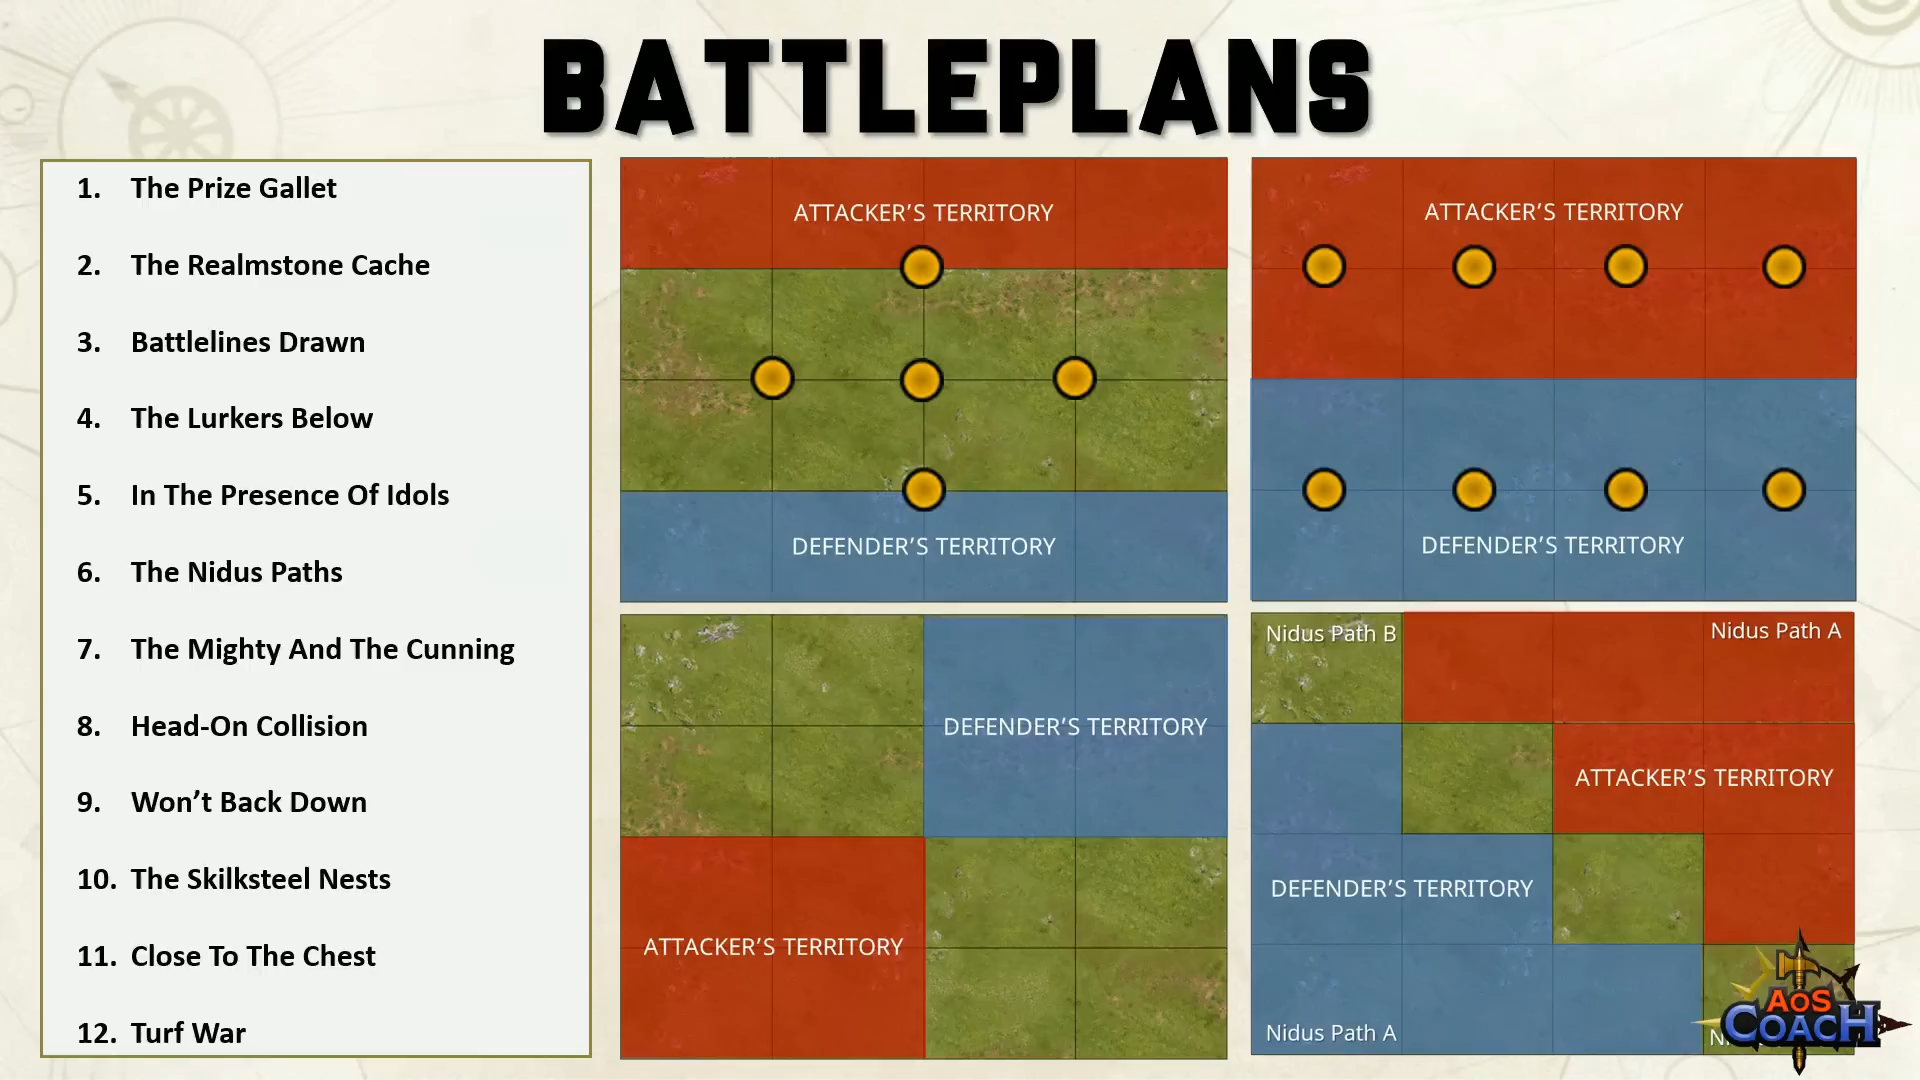 BATTLEPLANS
1. The Prize Gallet
2. The Realmstone Cache
3. Battlelines Drawn
4. The Lurkers Below
5. In The Presence Of Idols
6. The Nidus Paths
7. The Mighty And The Cunning
8. Head-On Collision
9. Won't Back Down
10. The Skilksteel Nests
11. Close To The Chest
12. Turf War
ATTACKER'S TERRITORY
DEFENDER'S TERRITORY
ATTACKER'S TERRITORY
DEFENDER'S TERRITORY
DEFENDER'S TERRITORY
ATTACKER'S TERRITORY
Nidus Path B
Nidus Path A
ATTACKER'S TERRITORY
DEFENDER'S TERRITORY
Nidus Path A
AoS
COACH